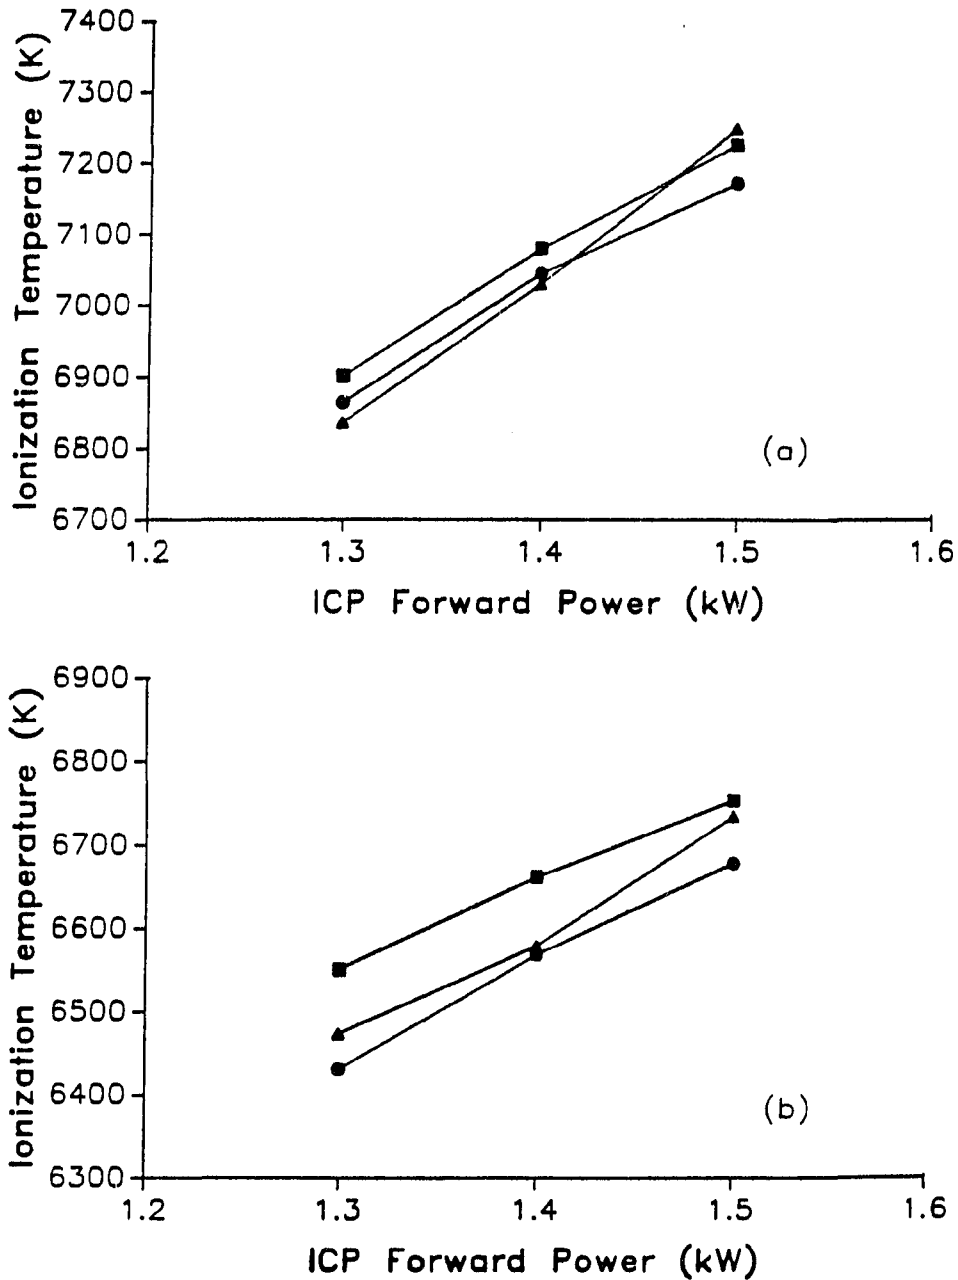 7400
7300
7200
7100
7000
6900
6800
6700
Ionization Temperature (K)
(a)
1.2 1.3 1.4 1.5 1.6
ICP Forward Power (kW)
6900
6800
6700
6600
6500
6400
6300
Ionization Temperature (K)
(b)
1.2 1.3 1.4 1.5 1.6
ICP Forward Power (kW)